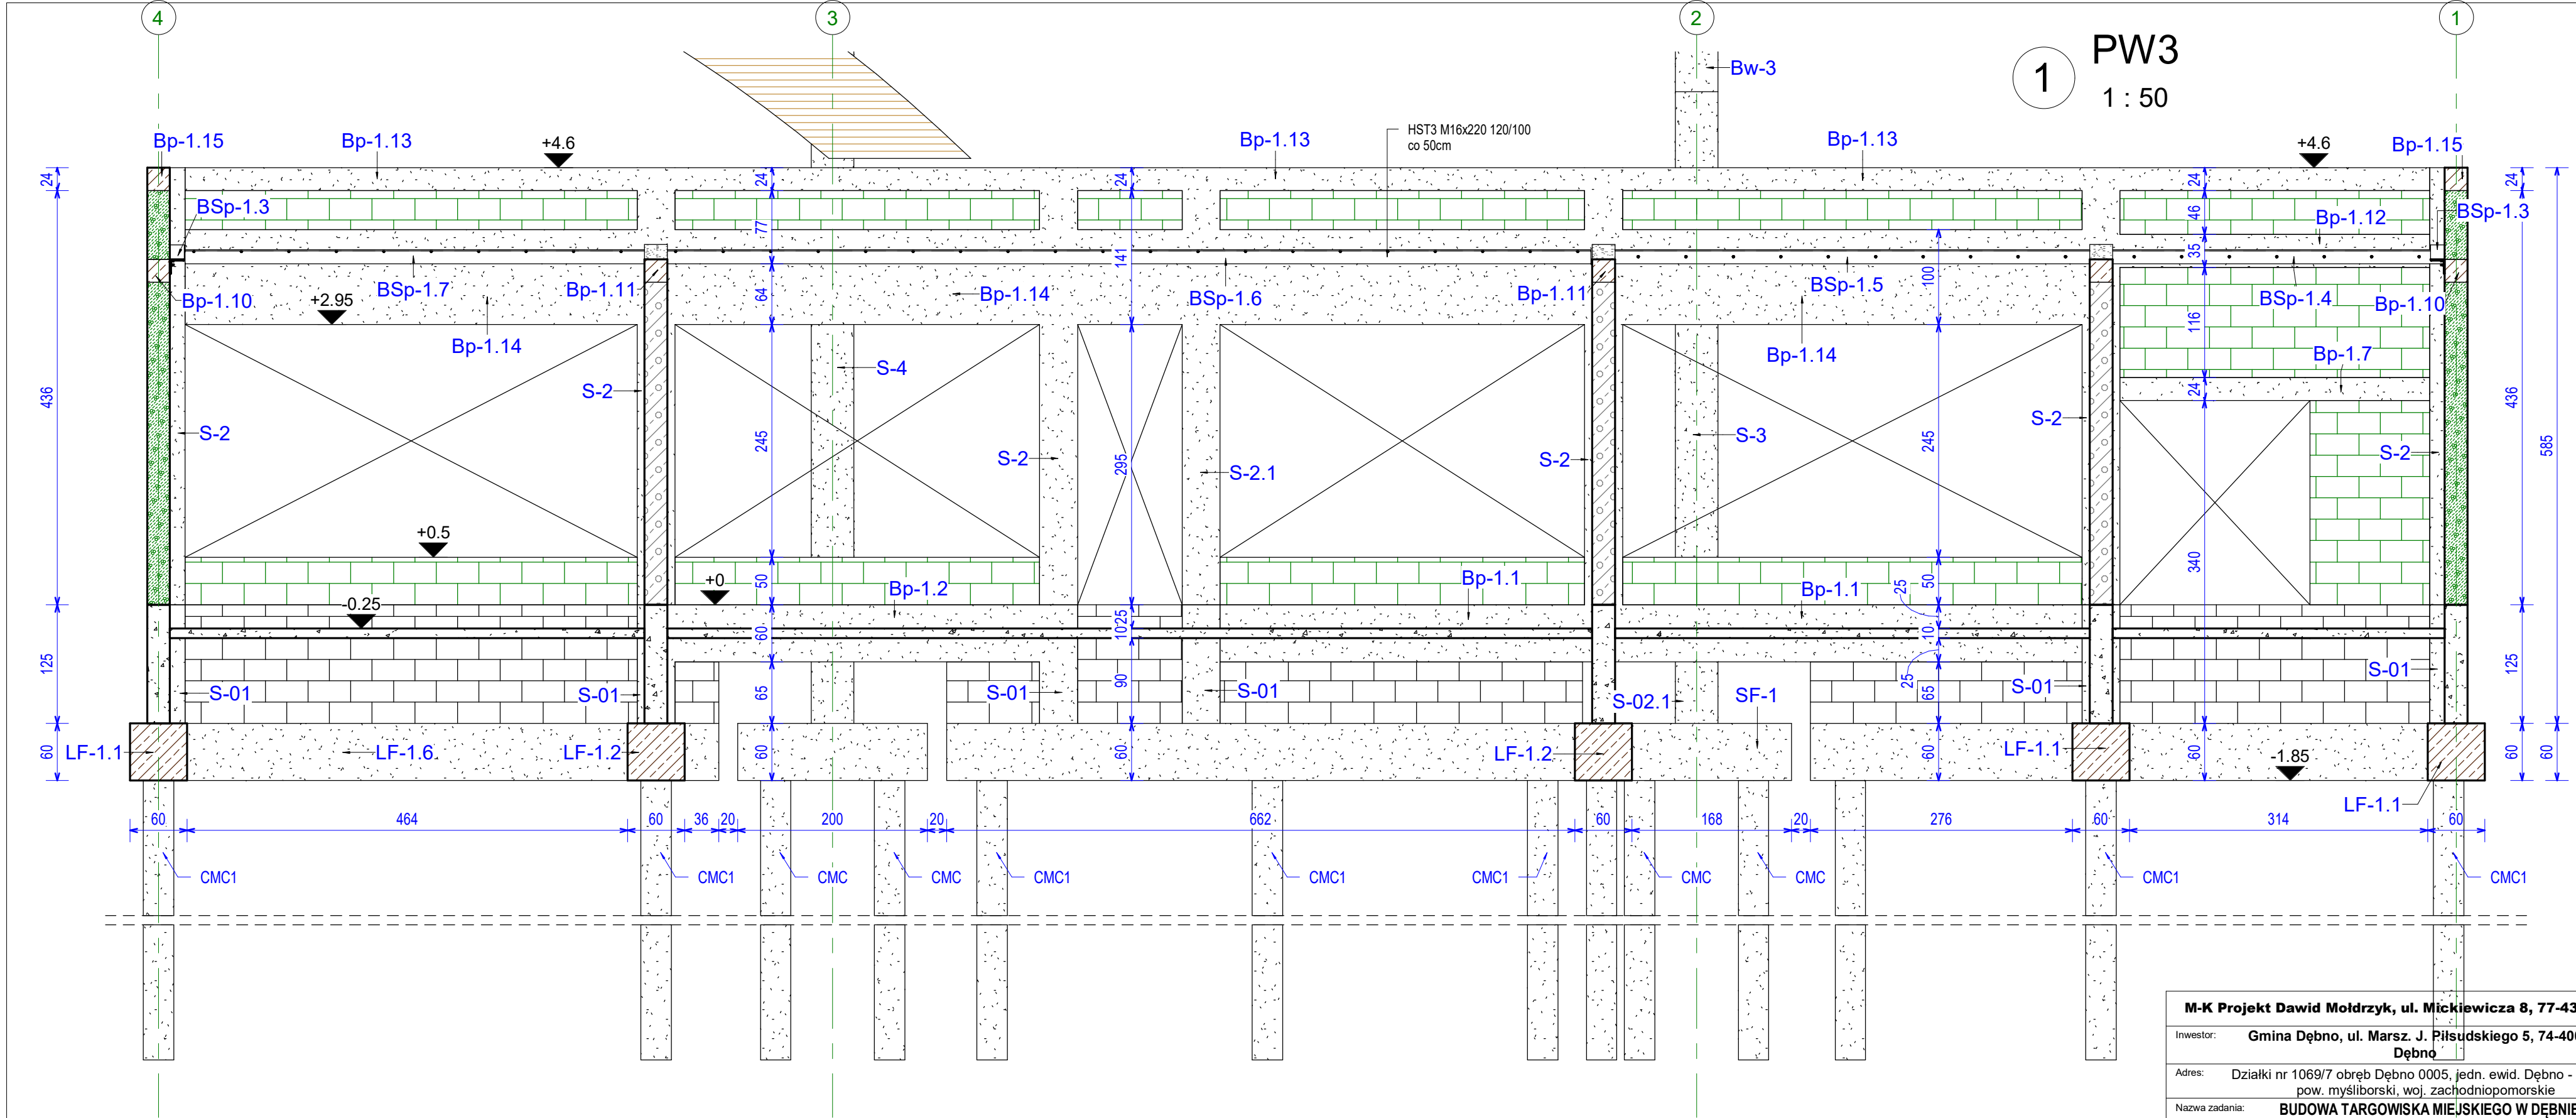 4
3
2
1
1
PW3
1 : 50
Bw-3
HST3 M16x220 120/100
co 50cm
Bp-1.15
Bp-1.13
+4.6
Bp-1.13
Bp-1.13
+4.6
Bp-1.15
24
24
24
24
24
BSp-1.3
77
46
Bp-1.12
BSp-1.3
141
35
Bp-1.10
+2.95
BSp-1.7
Bp-1.11
64
Bp-1.14
BSp-1.6
Bp-1.11
BSp-1.5
100
BSp-1.4
Bp-1.10
116
Bp-1.14
Bp-1.14
Bp-1.7
24
S-4
S-2
436
S-2
245
S-2
295
S-2.1
S-2
S-3
245
S-2
S-2
436
585
+0.5
+0
50
Bp-1.2
Bp-1.1
Bp-1.1
25
50
340
-0.25
60
25
10
10
125
S-01
S-01
65
S-01
90
S-01
S-02.1
SF-1
25
65
S-01
S-01
125
60
LF-1.1
LF-1.6
LF-1.2
60
60
LF-1.2
60
LF-1.1
60
-1.85
60
60
LF-1.1
60
464
60
36
20
200
20
662
60
168
20
276
60
314
60
CMC1
CMC1
CMC
CMC
CMC1
CMC1
CMC1
CMC
CMC
CMC1
CMC1
M-K Projekt Dawid Mołdrzyk, ul. Mickiewicza 8, 77-43
Inwestor: Gmina Dębno, ul. Marsz. J. Piłsudskiego 5, 74-400
Dębno
Adres: Działki nr 1069/7 obręb Dębno 0005, jedn. ewid. Dębno -
pow. myśliborski, woj. zachodniopomorskie
Nazwa zadania: BUDOWA TARGOWISKA MIEJSKIEGO W DĘBNIE